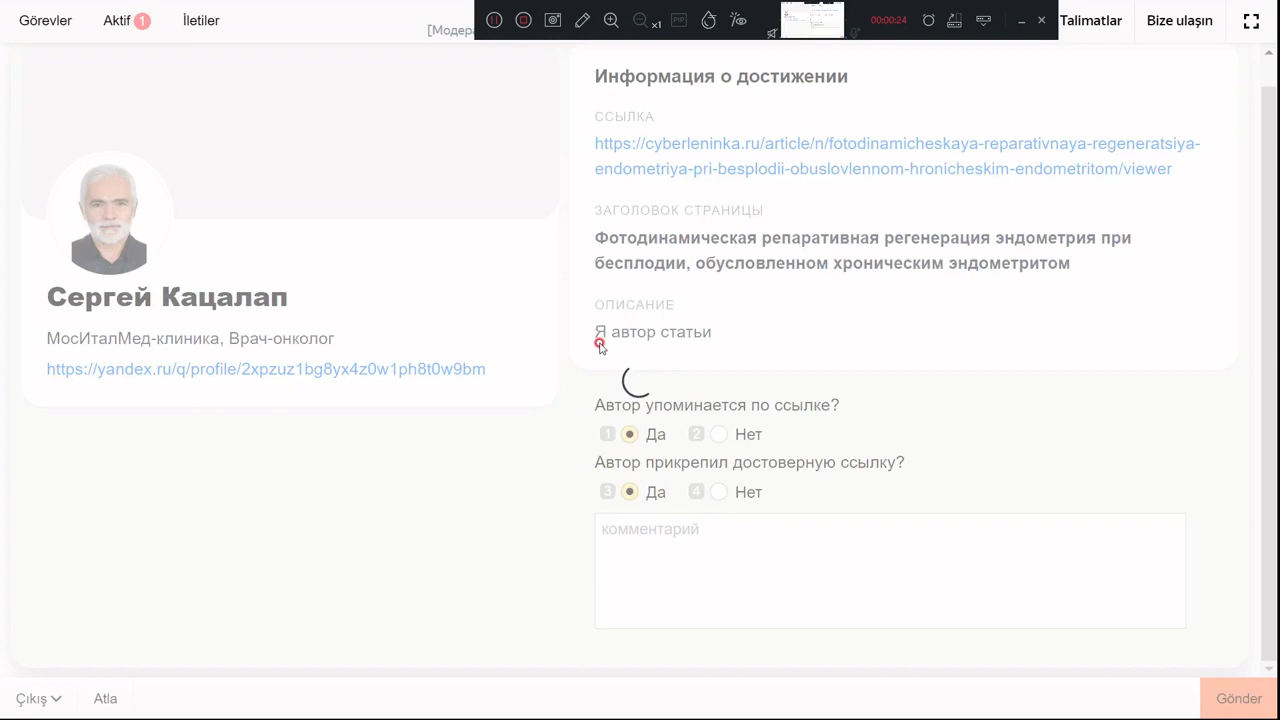 Görevler
Aktif 1
İletiler
[Модера
x1
PIP
00:00:24
Talimatlar
Bize ulaşın
Сергей Кацалап
МосИталМед-клиника, Врач-онколог
https://yandex.ru/q/profile/2xpzuz1bg8yx4z0w1ph8t0w9bm
Информация о достижении
ССЫЛКА
https://cyberleninka.ru/article/n/fotodinamicheskaya-reparativnaya-regeneratsiya-
endometriya-pri-besplodii-obuslovlennom-hronicheskim-endometritom/viewer
ЗАГОЛОВОК СТРАНИЦЫ
Фотодинамическая репаративная регенерация эндометрия при
бесплодии, обусловленном хроническим эндометритом
ОПИСАНИЕ
Я автор статьи
Автор упоминается по ссылке?
1 Да 2 Нет
Автор прикрепил достоверную ссылку?
3 Да 4 Нет
комментарий
Çıkış
Atla
Gönder